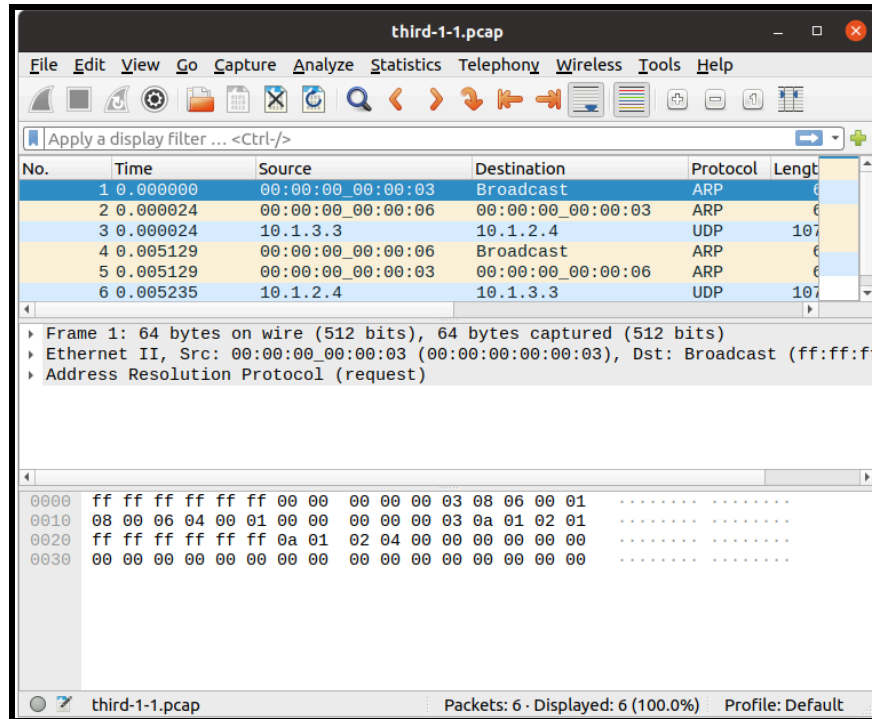 third-1-1.pcap
File Edit View Go Capture Analyze Statistics Telephony Wireless Tools Help
Apply a display filter … <Ctrl-/>
No. Time Source Destination Protocol Lengt
1 0.000000 00:00:00_00:00:03 Broadcast ARP 6
2 0.000024 00:00:00_00:00:06 00:00:00_00:00:03 ARP 6
3 0.000024 10.1.3.3 10.1.2.4 UDP 107
4 0.005129 00:00:00_00:00:06 Broadcast ARP 6
5 0.005129 00:00:00_00:00:03 00:00:00_00:00:06 ARP 6
6 0.005235 10.1.2.4 10.1.3.3 UDP 107
Frame 1: 64 bytes on wire (512 bits), 64 bytes captured (512 bits)
Ethernet II, Src: 00:00:00_00:00:03 (00:00:00:00:00:03), Dst: Broadcast (ff:ff:ff
Address Resolution Protocol (request)
0000 ff ff ff ff ff ff 00 00 00 00 00 03 08 06 00 01 ········ ········
0010 08 00 06 04 00 01 00 00 00 00 00 03 0a 01 02 01 ········ ········
0020 ff ff ff ff ff ff 0a 01 02 04 00 00 00 00 00 00 ········ ········
0030 00 00 00 00 00 00 00 00 00 00 00 00 00 00 00 00 ········ ········
third-1-1.pcap Packets: 6 · Displayed: 6 (100.0%) Profile: Default